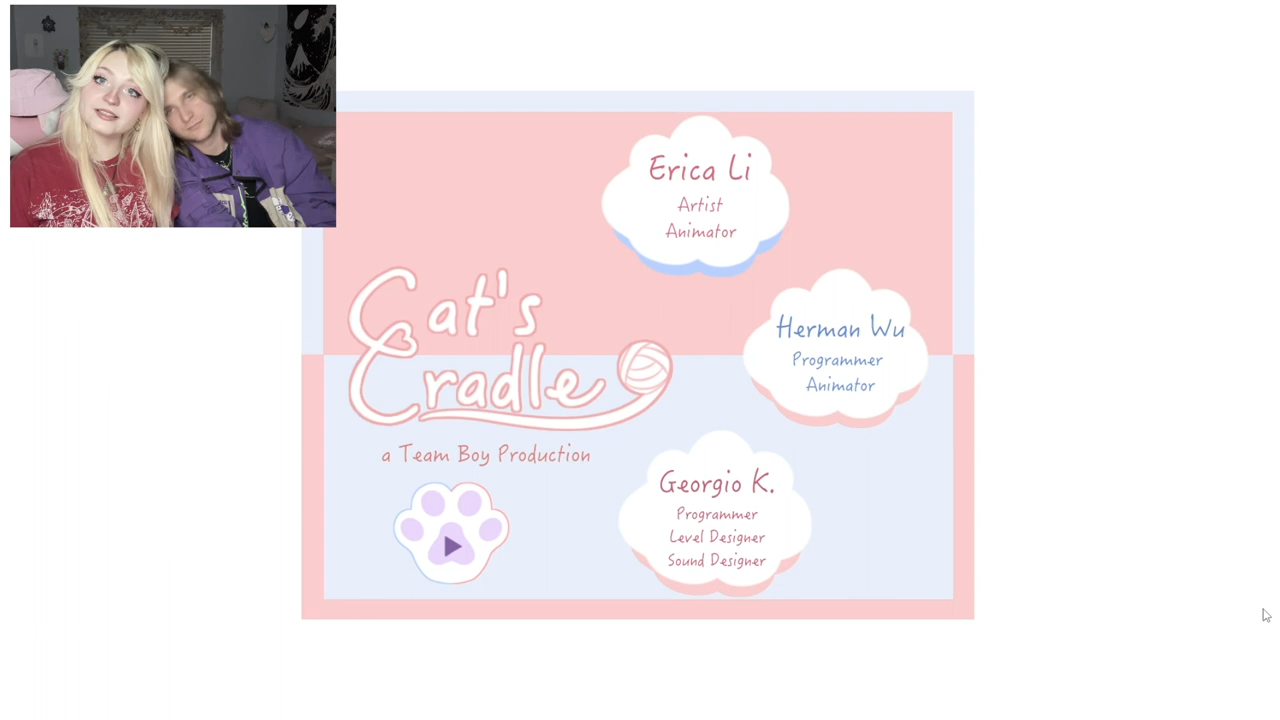 Erica Li
Artist
Animator
Cat's
Cradle
a Team Boy Production
Herman Wu
Programmer
Animator
Georgio K.
Programmer
Level Designer
Sound Designer